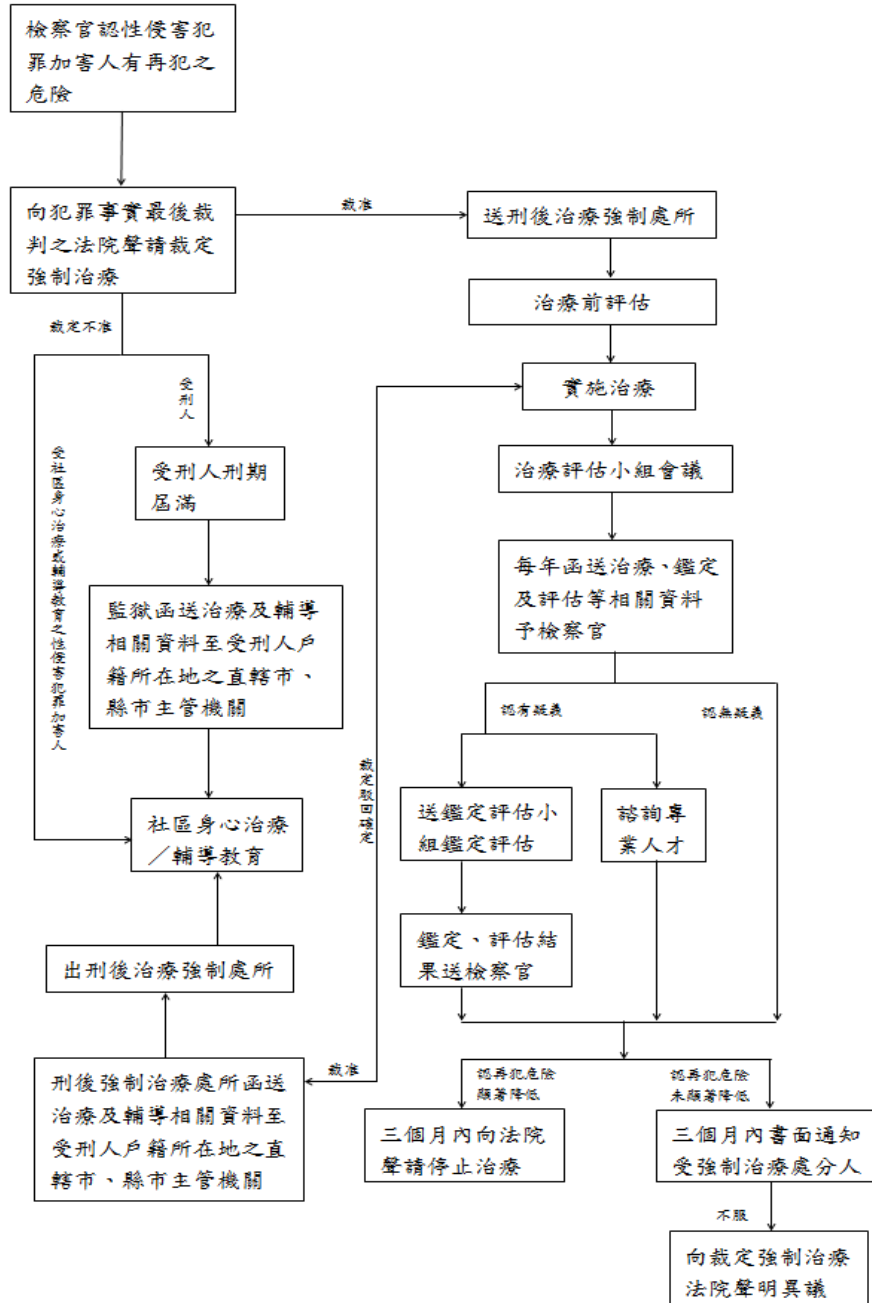 檢察官認性侵害犯
罪加害人有再犯之
危險
向犯罪事實最後裁
判之法院聲請裁定
強制治療
裁准
送刑後治療強制處所
治療前評估
實施治療
治療評估小組會議
每年函送治療、鑑定
及評估等相關資料
予檢察官
裁定不准
受刑人
受社區身心治療或輔導教育之性侵害犯罪加害人
受刑人刑期
屆滿
監獄函送治療及輔導
相關資料至受刑人戶
籍所在地之直轄市、
縣市主管機關
社區身心治療
／輔導教育
出刑後治療強制處所
刑後強制治療處所函送
治療及輔導相關資料至
受刑人戶籍所在地之直
轄市、縣市主管機關
裁定駁回確定
裁准
認有疑義
認無疑義
送鑑定評估小
組鑑定評估
諮詢專
業人才
鑑定、評估結
果送檢察官
認再犯危險
顯著降低
認再犯危險
未顯著降低
三個月內向法院
聲請停止治療
三個月內書面通知
受強制治療處分人
不服
向裁定強制治療
法院聲明異議